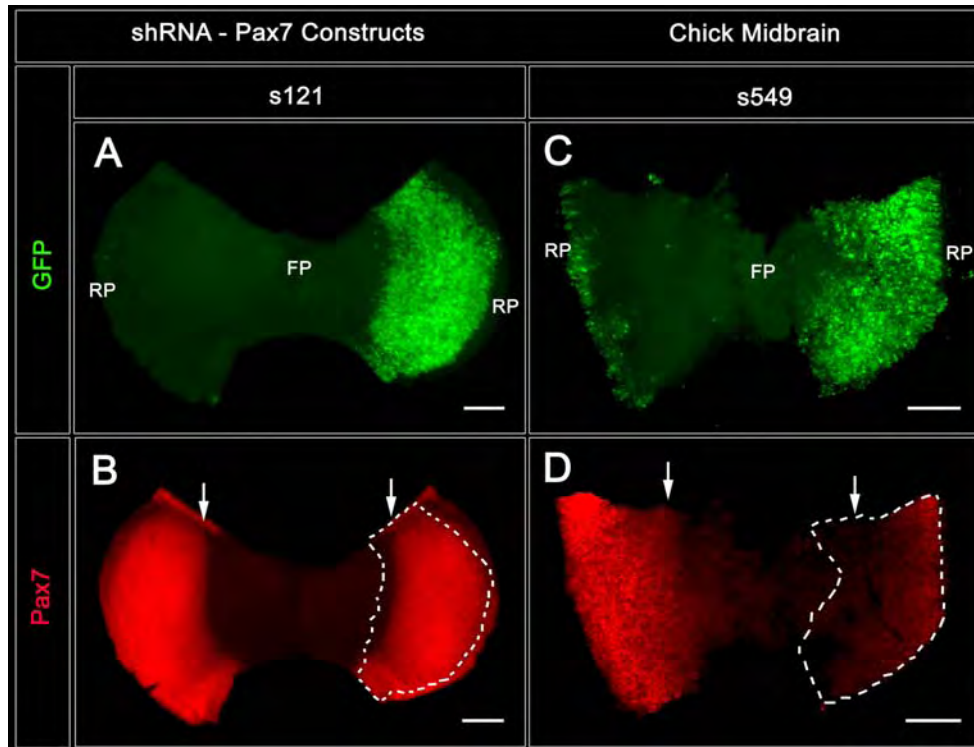 shRNA - Pax7 Constructs Chick Midbrain
s121 s549
GFP
A
RP
FP
RP
C
RP
FP
RP
Pax7
B
D